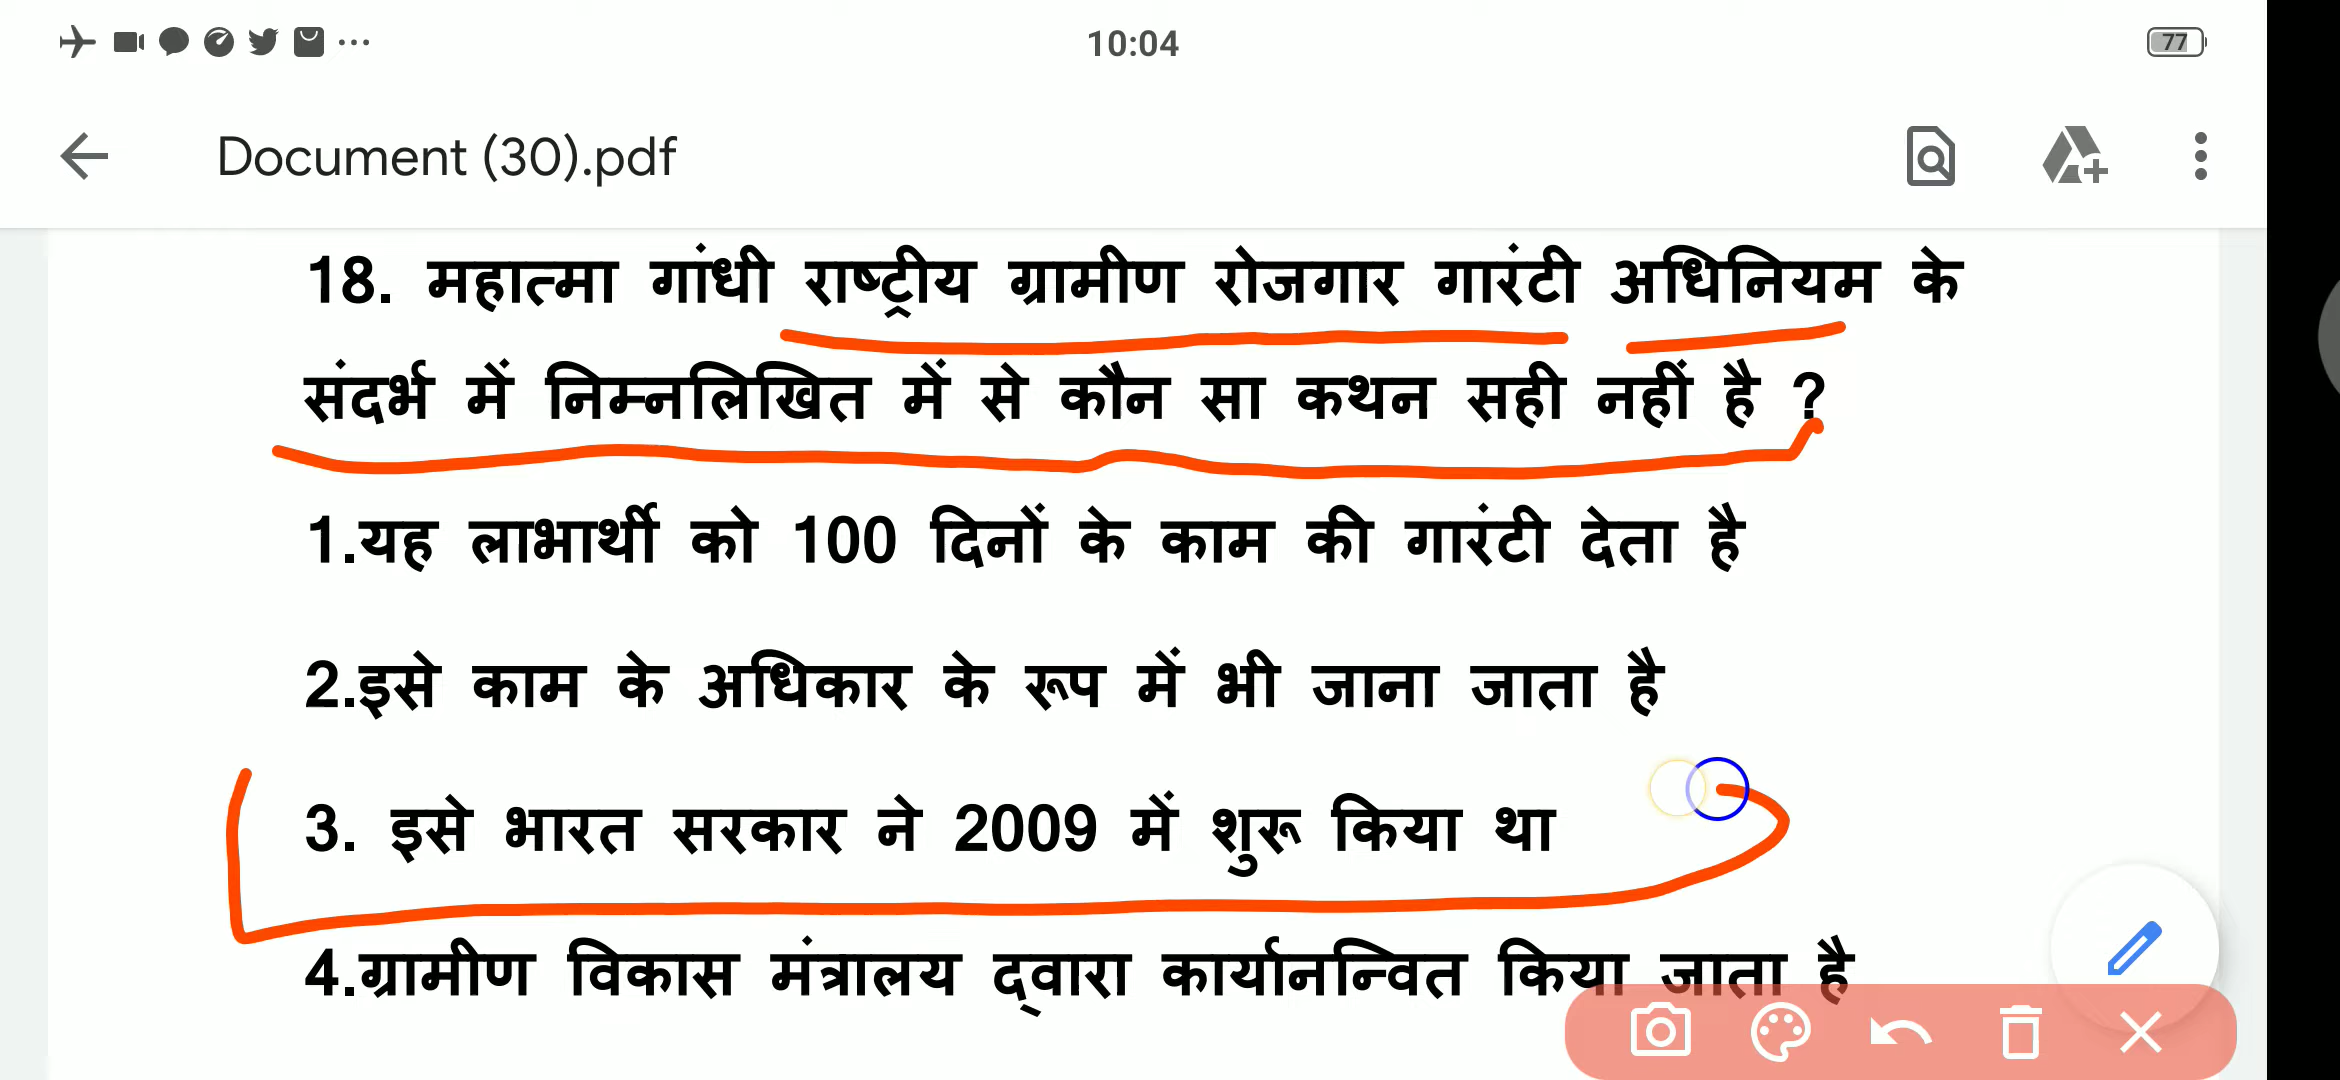 10:04
77
Document (30).pdf
18. महात्मा गांधी राष्ट्रीय ग्रामीण रोजगार गारंटी अधिनियम के
संदर्भ में निम्नलिखित में से कौन सा कथन सही नहीं है ?
1.यह लाभार्थी को 100 दिनों के काम की गारंटी देता है
2.इसे काम के अधिकार के रूप में भी जाना जाता है
3. इसे भारत सरकार ने 2009 में शुरू किया था
4.ग्रामीण विकास मंत्रालय द्वारा कार्यानन्वित किया जाता है